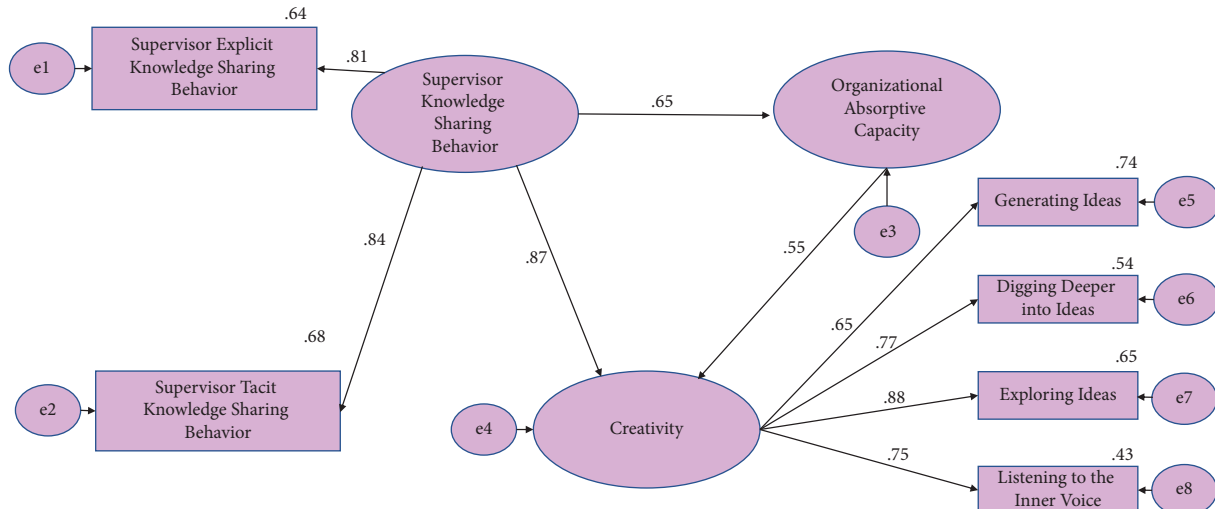 .64
Supervisor Explicit
Knowledge Sharing
Behavior
e1
.81
Supervisor
Knowledge
Sharing
Behavior
.65
Organizational
Absorptive
Capacity
.74
Generating Ideas
e5
e3
.84
.87
.55
.54
Digging Deeper
into Ideas
e6
.65
.77
.68
.65
Exploring Ideas
e7
.88
Supervisor Tacit
Knowledge Sharing
Behavior
e2
e4
Creativity
.75
.43
Listening to the
Inner Voice
e8